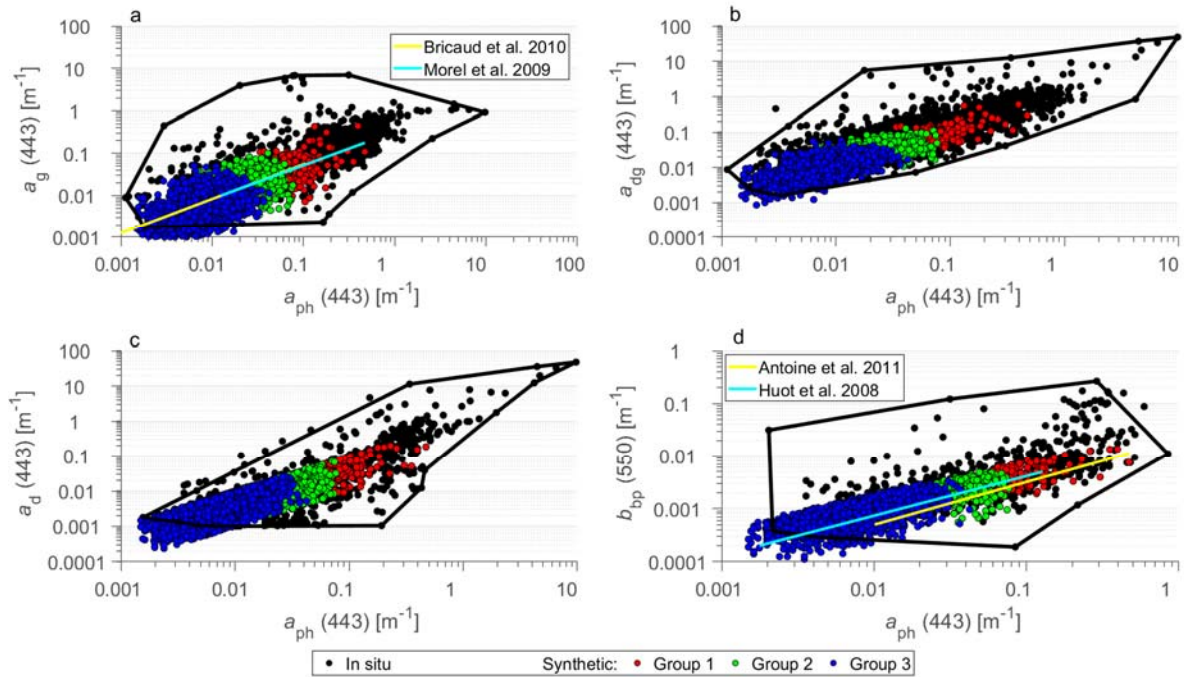 a
100
10
1
0.1
0.01
0.001
a_g (443) [m⁻¹]
Bricaud et al. 2010
Morel et al. 2009
0.001 0.01 0.1 1 10 100
a_ph (443) [m⁻¹]
b
100
10
1
0.1
0.01
0.001
0.0001
a_dg (443) [m⁻¹]
0.001 0.01 0.1 1 10
a_ph (443) [m⁻¹]
c
100
10
1
0.1
0.01
0.001
0.0001
a_d (443) [m⁻¹]
0.001 0.01 0.1 1 10
a_ph (443) [m⁻¹]
d
1
0.1
0.01
0.001
0.0001
b_bp (550) [m⁻¹]
Antoine et al. 2011
Huot et al. 2008
0.001 0.01 0.1 1
a_ph (443) [m⁻¹]
In situ Synthetic: Group 1 Group 2 Group 3